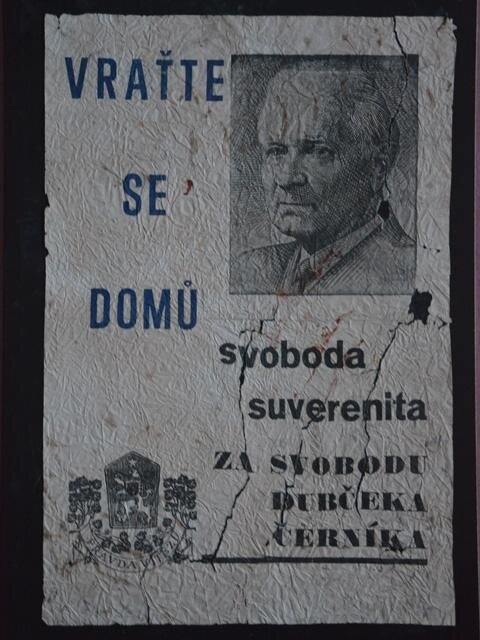 VRAŤTE
SE
DOMŮ
svoboda
suverenita
ZA SVOBODU
DUBČEKA
ČERNÍKA